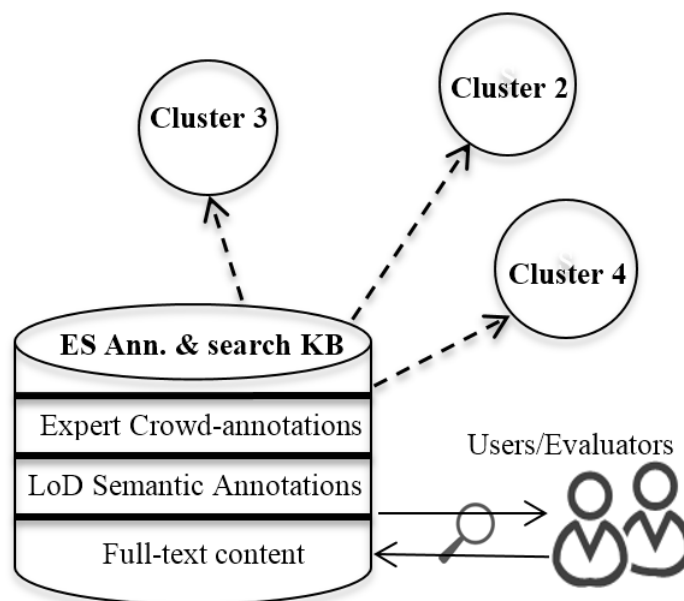 Cluster 2
Cluster 3
Cluster 4
ES Ann. & search KB
Expert Crowd-annotations
Users/Evaluators
LoD Semantic Annotations
Full-text content